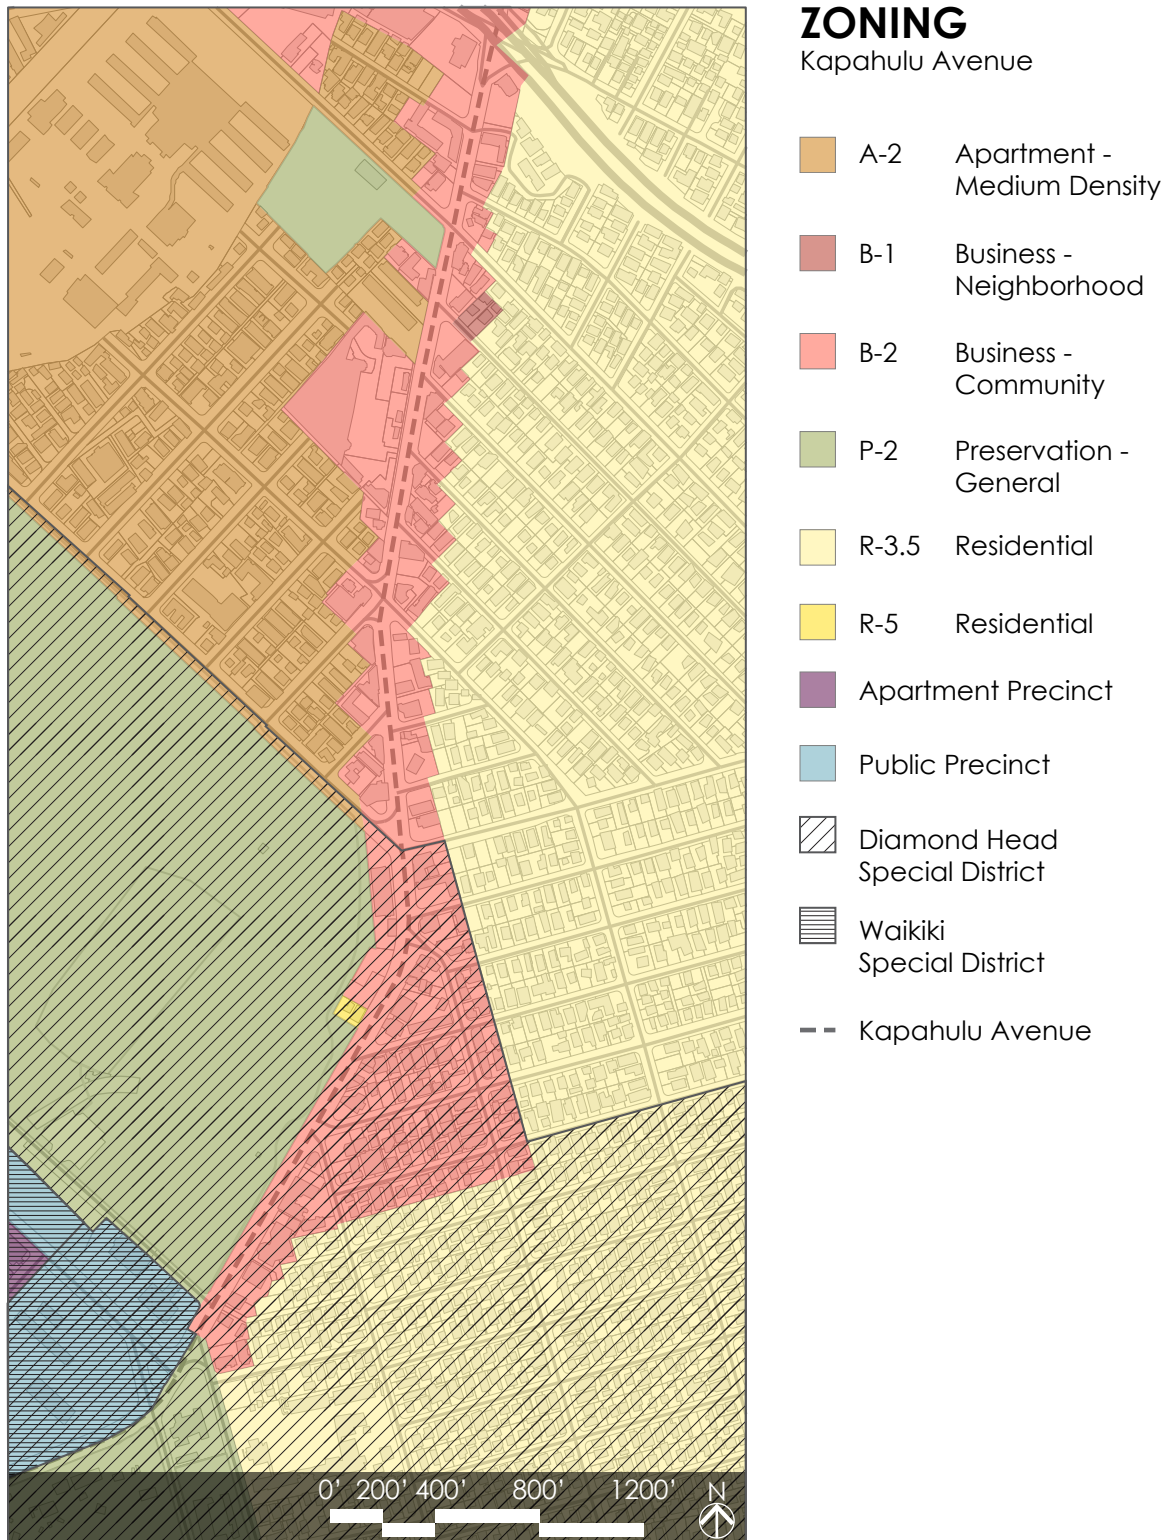 ZONING
Kapahulu Avenue
A-2 Apartment -
Medium Density
B-1 Business -
Neighborhood
B-2 Business -
Community
P-2 Preservation -
General
R-3.5 Residential
R-5 Residential
Apartment Precinct
Public Precinct
Diamond Head
Special District
Waikiki
Special District
Kapahulu Avenue
0' 200' 400' 800' 1200' N